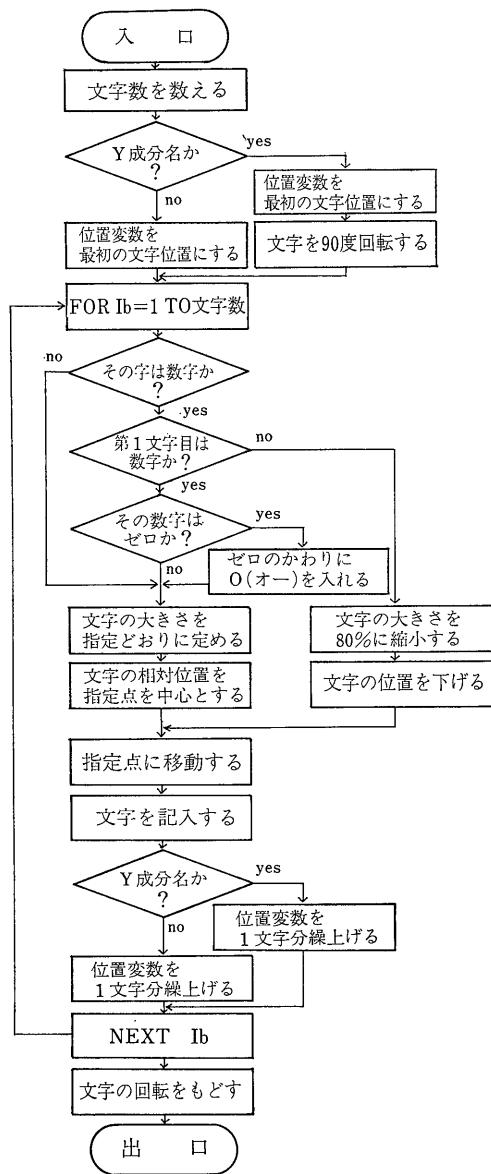 入 口
文字数を数える
Y成分名か
?
yes
no
位置変数を
最初の文字位置にする
位置変数を
最初の文字位置にする
文字を90度回転する
FOR Ib=1 TO文字数
no
その字は数字か
?
yes
第1文字目は
数字か?
no
yes
その数字は
ゼロか?
yes
no
ゼロのかわりに
O(オー)を入れる
文字の大きさを
指定どおりに定める
文字の大きさを
80%に縮小する
文字の相対位置を
指定点を中心とする
文字の位置を下げる
指定点に移動する
文字を記入する
Y成分名か
?
yes
no
位置変数を
1文字分繰上げる
位置変数を
1文字分繰上げる
NEXT Ib
文字の回転をもどす
出 口